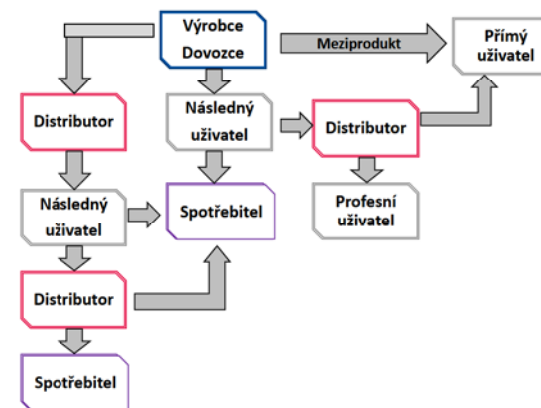 Výrobce
Dovozce
Meziprodukt
Přímý
uživatel
Distributor
Následný
uživatel
Distributor
Následný
uživatel
Spotřebitel
Profesní
uživatel
Distributor
Spotřebitel